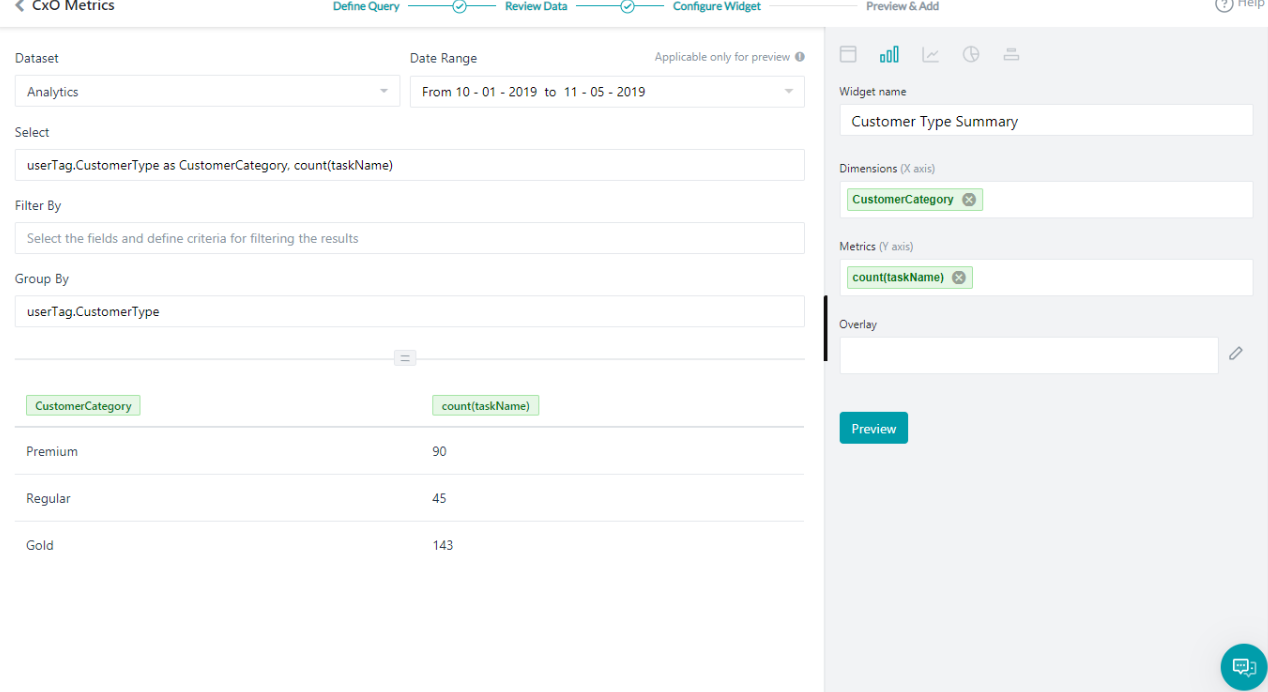 CxO Metrics
Define Query
Review Data
Configure Widget
Preview & Add
Help
Dataset
Analytics
Date Range
Applicable only for preview
From 10 - 01 - 2019 to 11 - 05 - 2019
Select
userTag.CustomerType as CustomerCategory, count(taskName)
Filter By
Select the fields and define criteria for filtering the results
Group By
userTag.CustomerType
CustomerCategory count(taskName)
Premium 90
Regular 45
Gold 143
Widget name
Customer Type Summary
Dimensions (X axis)
CustomerCategory
Metrics (Y axis)
count(taskName)
Overlay
Preview